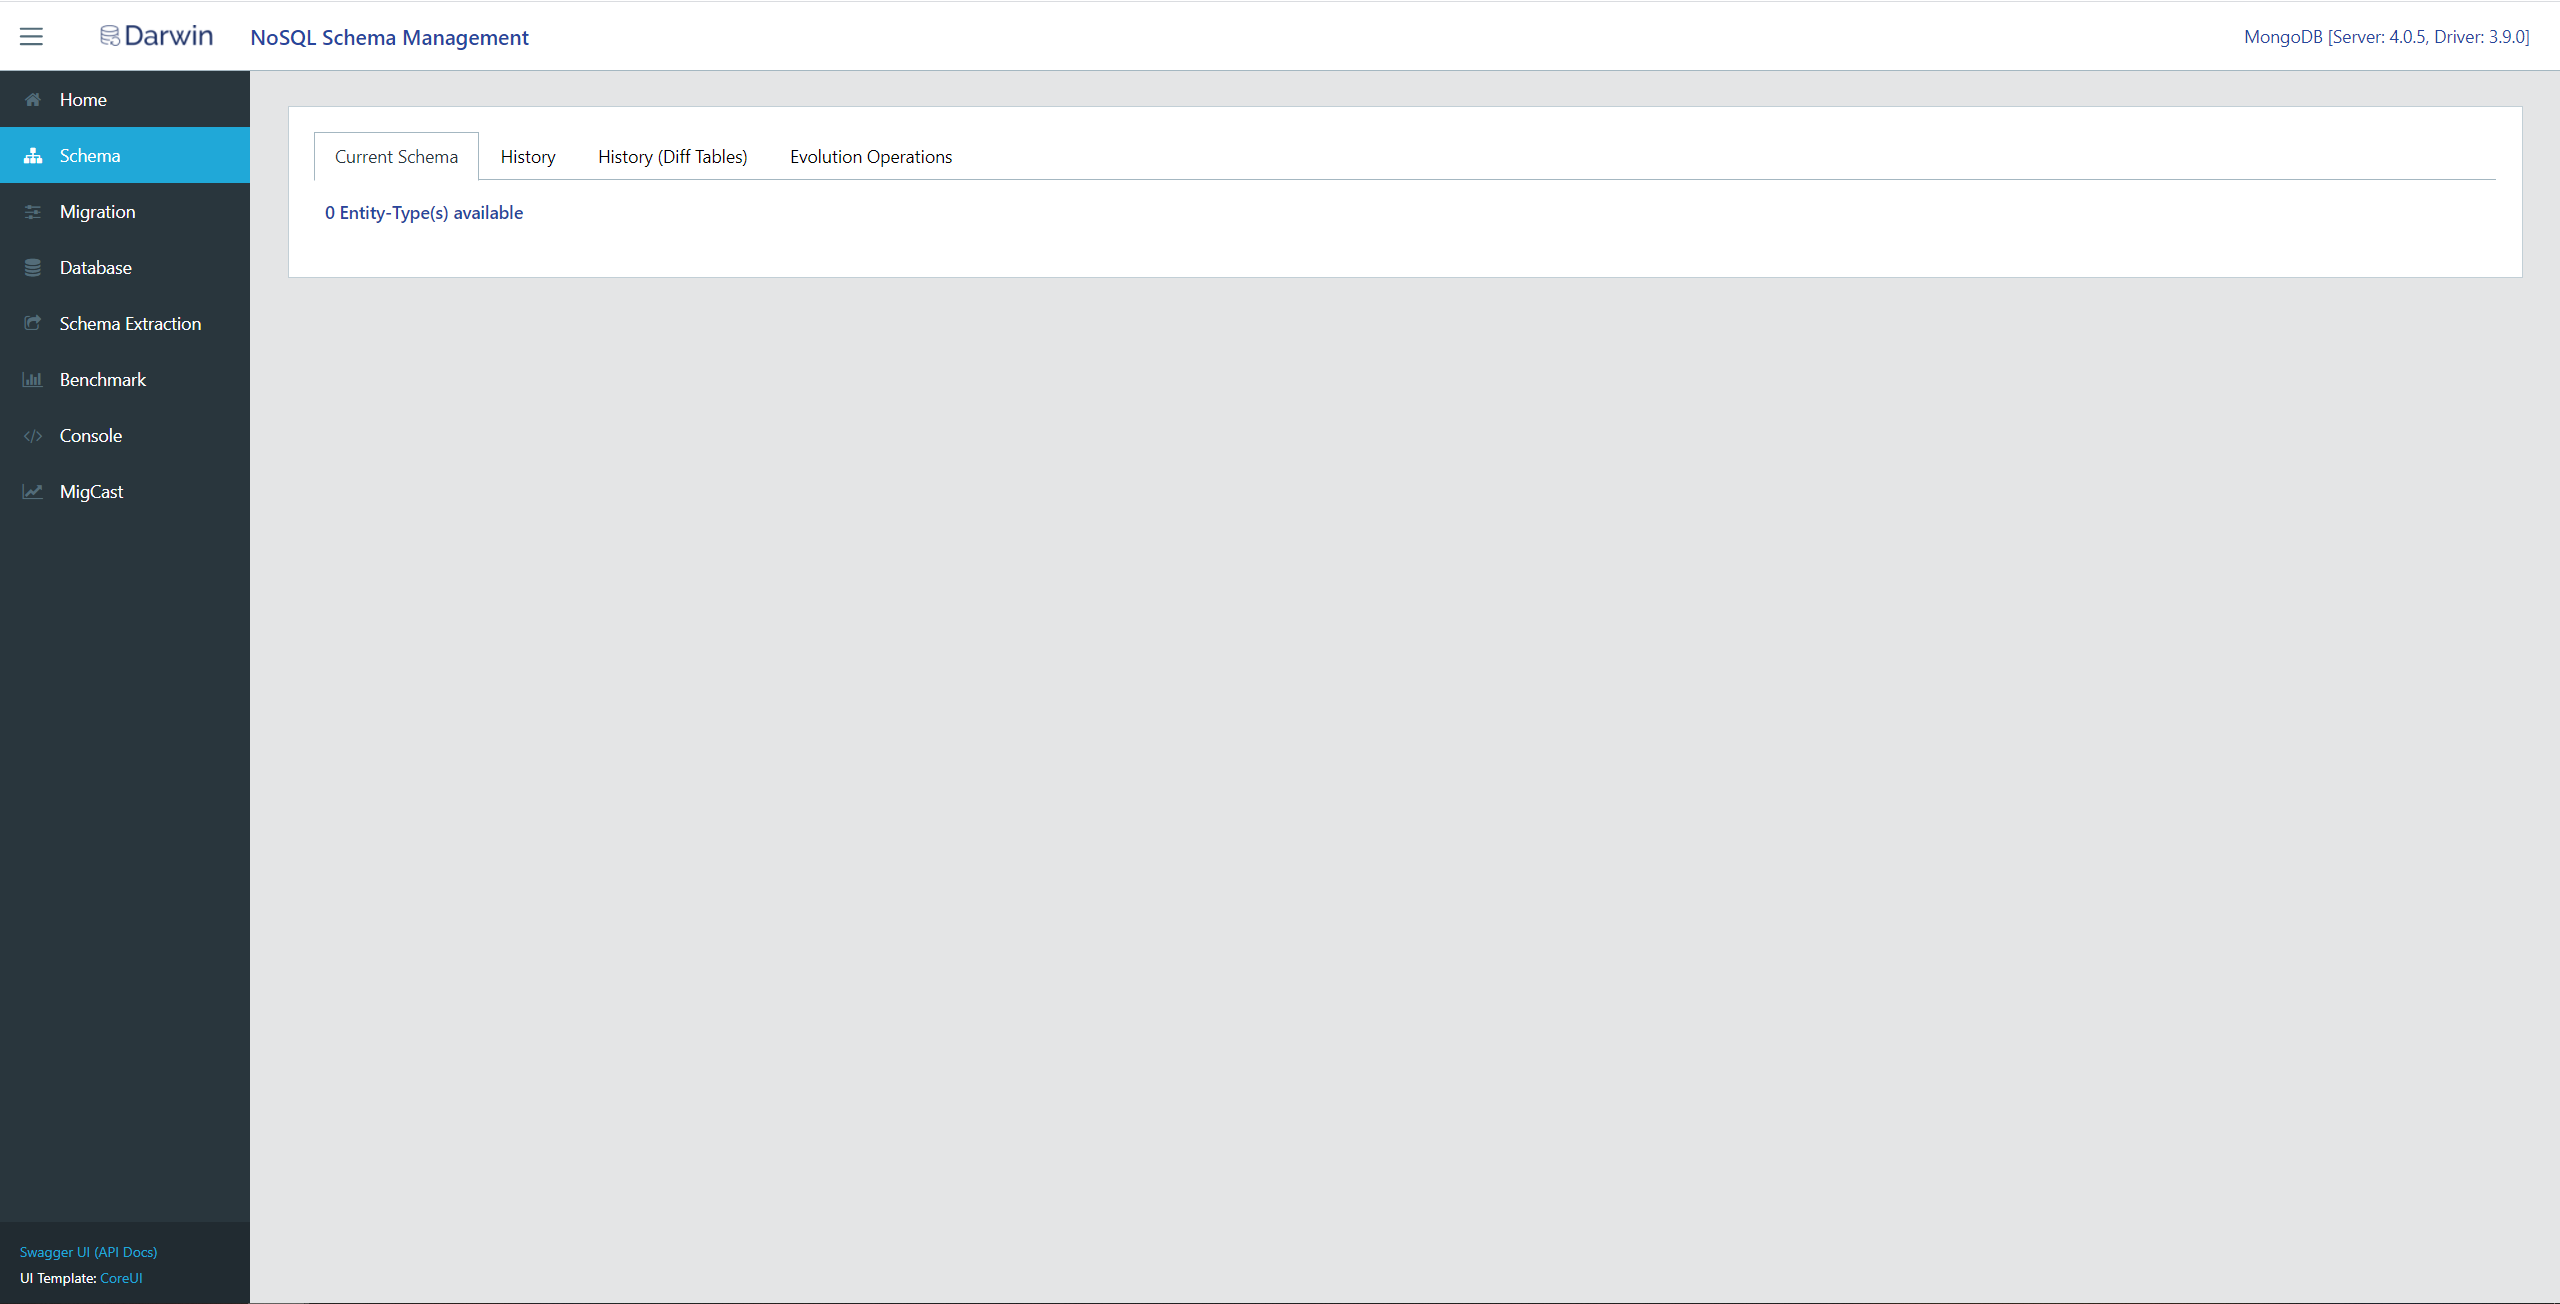 Darwin NoSQL Schema Management MongoDB [Server: 4.0.5, Driver: 3.9.0]
Home
Schema
Migration
Database
Schema Extraction
Benchmark
Console
MigCast
Current Schema History History (Diff Tables) Evolution Operations
0 Entity-Type(s) available
Swagger UI (API Docs)
UI Template: CoreUI